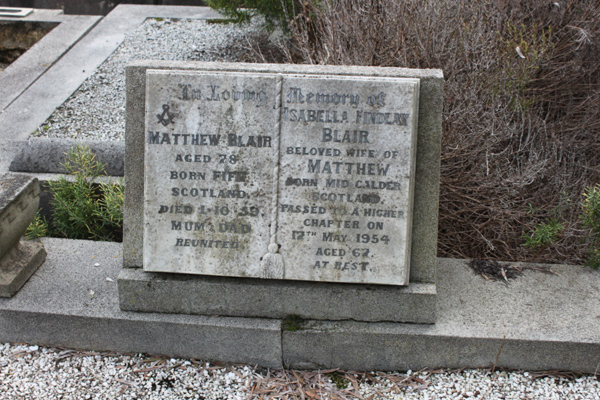 In Loving Memory of
&
MATTHEW BLAIR
AGED 78
BORN FIFE
SCOTLAND.
DIED 1-10-59.
MUM & DAD
REUNITED
ISABELLA FINDLAY
BLAIR
BELOVED WIFE OF
MATTHEW
BORN MID CALDER
SCOTLAND.
PASSED TO A HIGHER
CHAPTER ON
12TH MAY 1954
AGED 67.
AT REST.